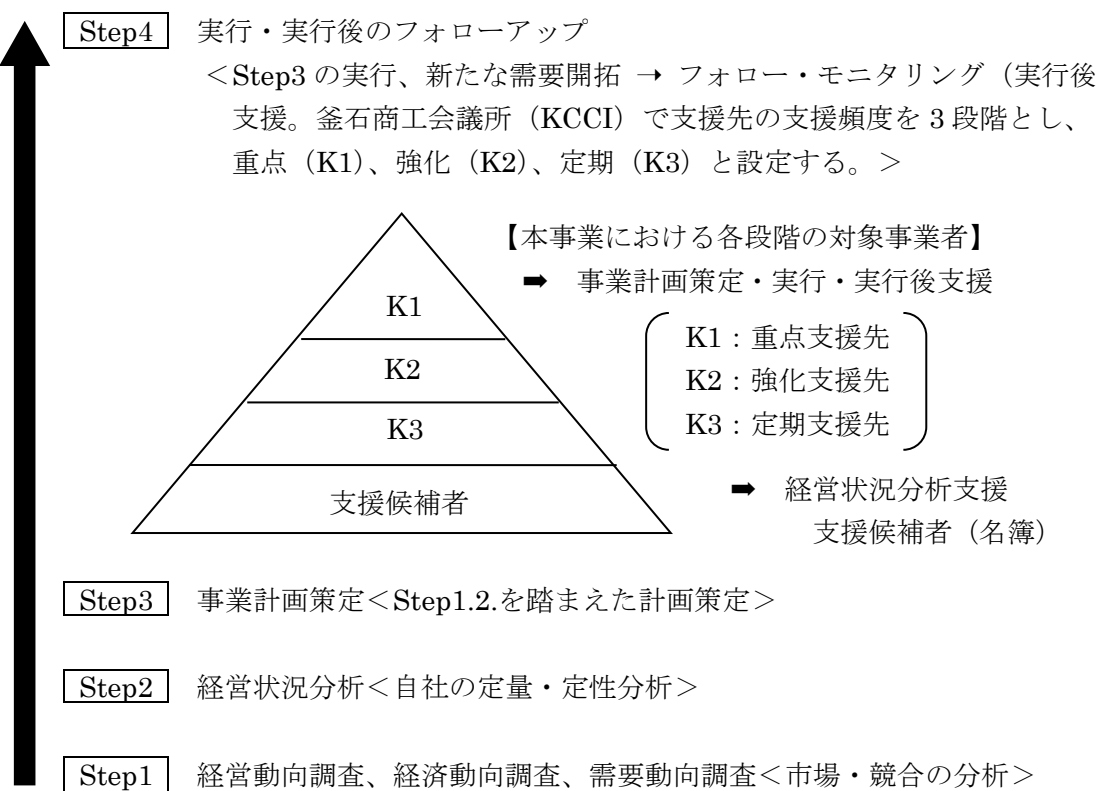 Step4 実行・実行後のフォローアップ
<Step3 の実行、新たな需要開拓 → フォロー・モニタリング（実行後
支援。釜石商工会議所（KCCI）で支援先の支援頻度を 3 段階とし、
重点（K1）、強化（K2）、定期（K3）と設定する。>
【本事業における各段階の対象事業者】
➡ 事業計画策定・実行・実行後支援
K1
K2
K3
支援候補者
K1：重点支援先
K2：強化支援先
K3：定期支援先
➡ 経営状況分析支援
支援候補者（名簿）
Step3 事業計画策定<Step1.2.を踏まえた計画策定>
Step2 経営状況分析<自社の定量・定性分析>
Step1 経営動向調査、経済動向調査、需要動向調査<市場・競合の分析>